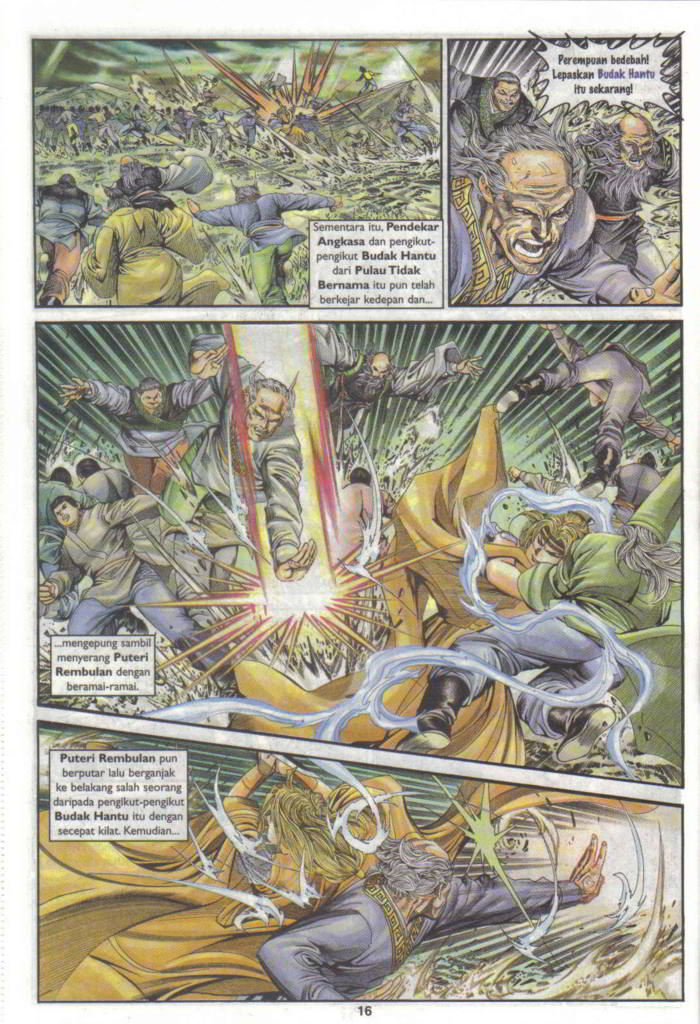 Sementara itu, Pendekar
Angkasa dan pengikut-
pengikut Budak Hantu
dari Pulau Tidak
Bernama itu pun telah
berkejar kedepan dan...
Perempuan bedebah!
Lepaskan Budak Hantu
itu sekarang!
...mengepung sambil
menyerang Puteri
Rembulan dengan
beramai-ramai.
Puteri Rembulan pun
berputar lalu berganjak
ke belakang salah seorang
daripada pengikut-pengikut
Budak Hantu itu dengan
secepat kilat. Kemudian...
16